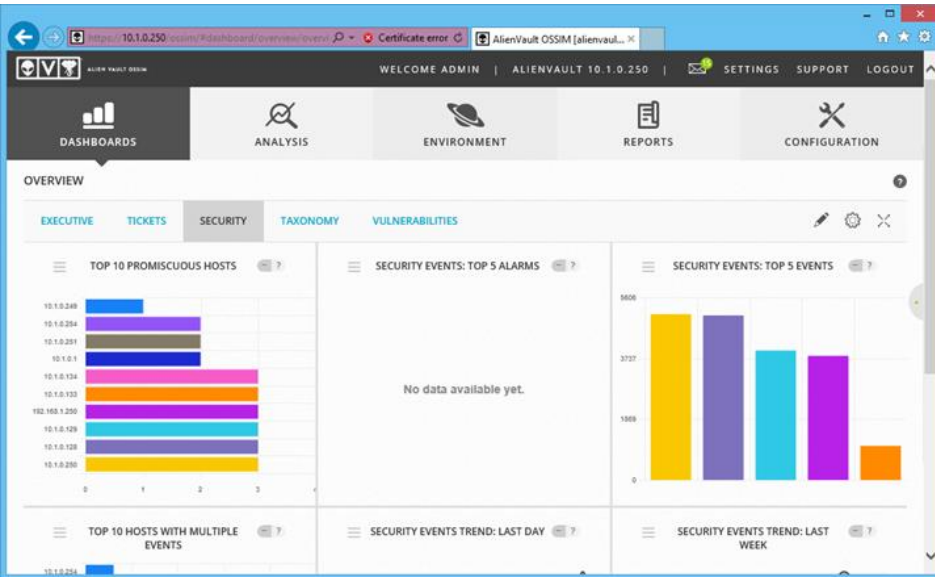 https://10.1.0.250/ossim/#dashboard/overview/overvi
Certificate error
AlienVault OSSIM [alienvaul...
ALIEN VAULT OSSIM
WELCOME ADMIN | ALIENVAULT 10.1.0.250 | SETTINGS SUPPORT LOGOUT
DASHBOARDS ANALYSIS ENVIRONMENT REPORTS CONFIGURATION
OVERVIEW
EXECUTIVE TICKETS SECURITY TAXONOMY VULNERABILITIES
TOP 10 PROMISCUOUS HOSTS
10.1.0.249
10.1.0.254
10.1.0.251
10.1.0.1
10.1.0.134
10.1.0.133
192.168.1.250
10.1.0.129
10.1.0.128
10.1.0.250
0 1 2 3
SECURITY EVENTS: TOP 5 ALARMS
No data available yet.
SECURITY EVENTS: TOP 5 EVENTS
5606
3737
1869
0
TOP 10 HOSTS WITH MULTIPLE
EVENTS
10.1.0.254
SECURITY EVENTS TREND: LAST DAY
SECURITY EVENTS TREND: LAST
WEEK